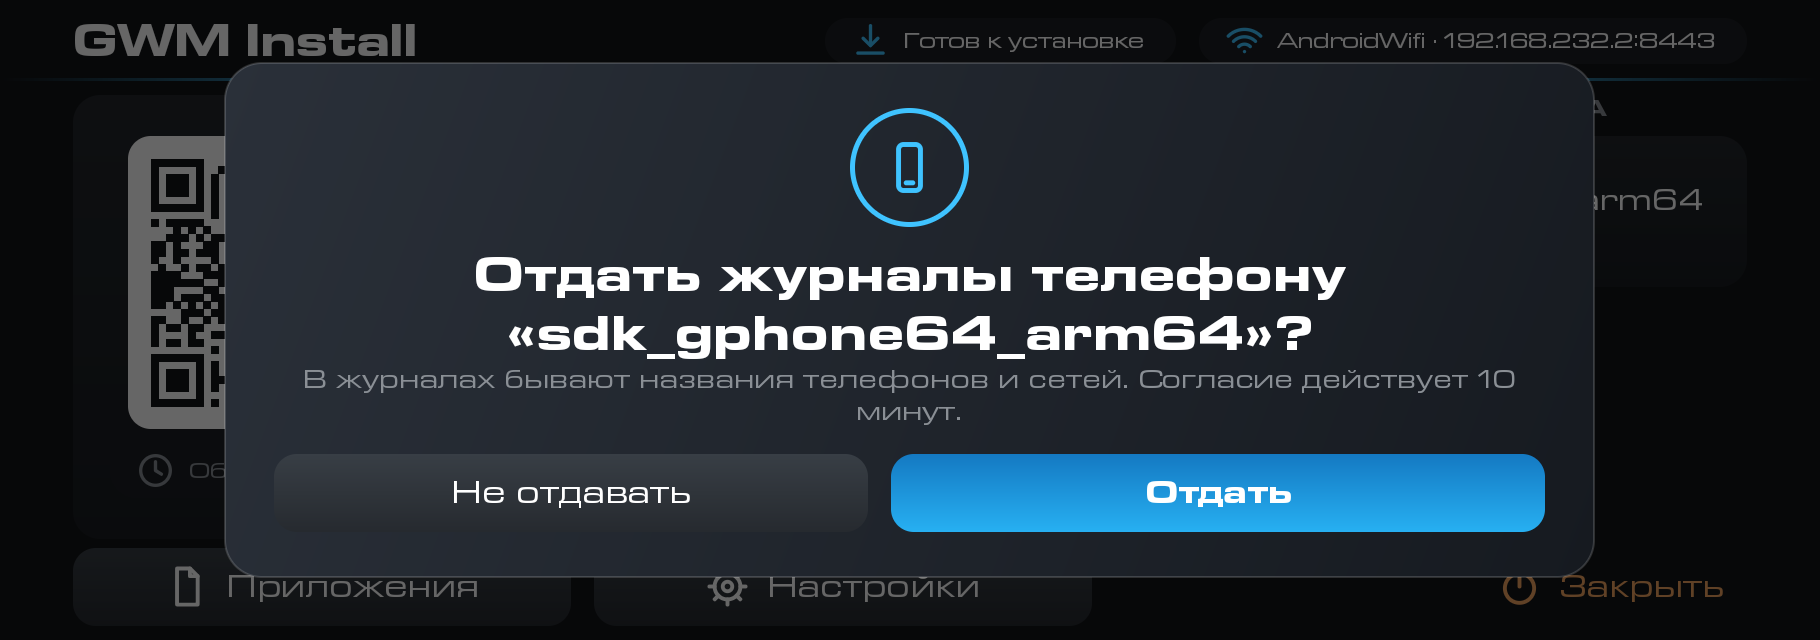 GWM Install
Готов к установке
AndroidWifi · 192.168.232.2:8443
arm64
Отдать журналы телефону
«sdk_gphone64_arm64»?
В журналах бывают названия телефонов и сетей. Согласие действует 10
минут.
Не отдавать
Отдать
Приложения
Настройки
Закрыть